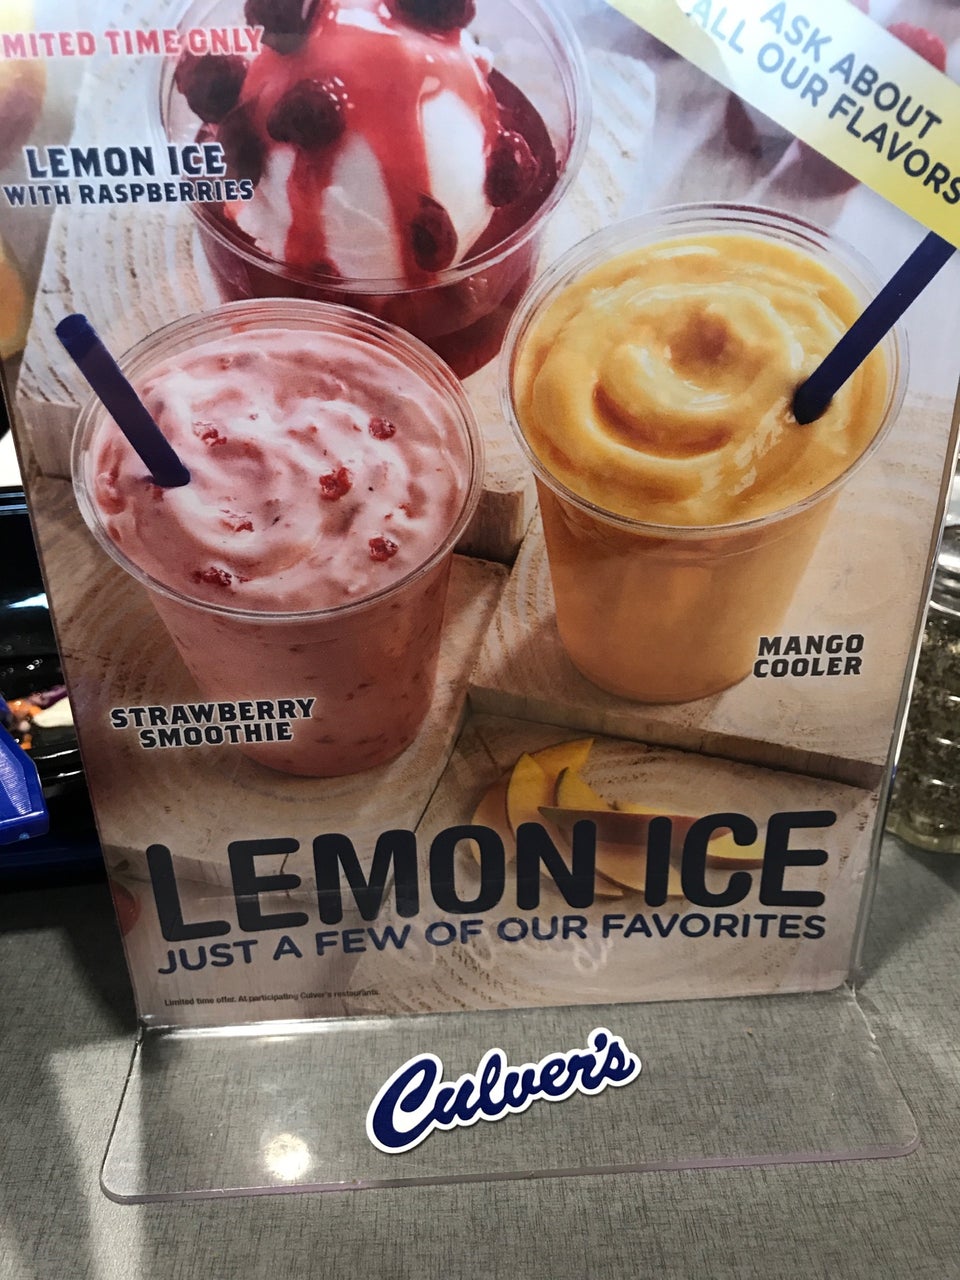 MITED TIME ONLY
ASK ABOUT
ALL OUR FLAVORS
LEMON ICE
WITH RASPBERRIES
MANGO
COOLER
STRAWBERRY
SMOOTHIE
LEMON ICE
JUST A FEW OF OUR FAVORITES
Limited time offer. At participating Culver's restaurants.
Culver's